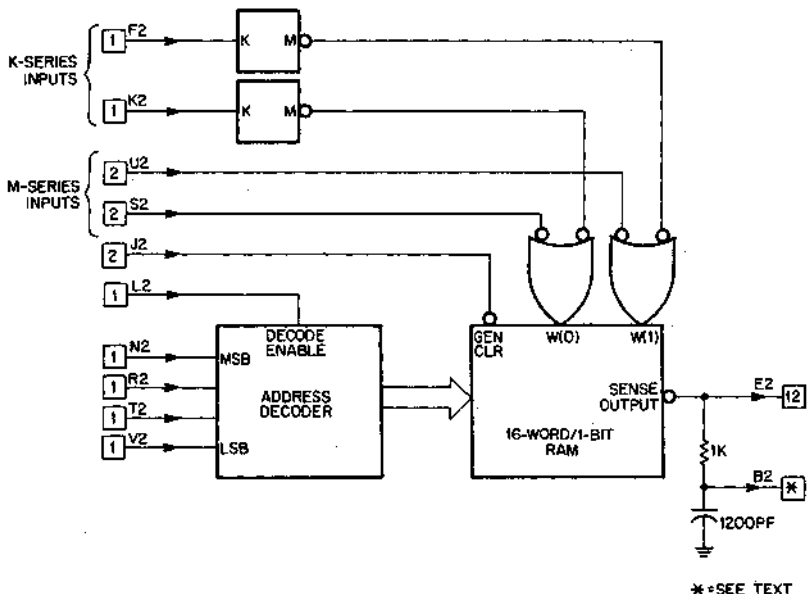 K-SERIES
INPUTS
1 F2
K M
1 K2
K M
M-SERIES
INPUTS
2 U2
2 S2
2 J2
1 L2
1 N2
1 R2
1 T2
1 V2
DECODE
ENABLE
MSB
ADDRESS
DECODER
LSB
GEN
CLR
W(0)
W(1)
SENSE
OUTPUT
16-WORD/1-BIT
RAM
E2 12
1K
B2 *
1200PF
* = SEE TEXT